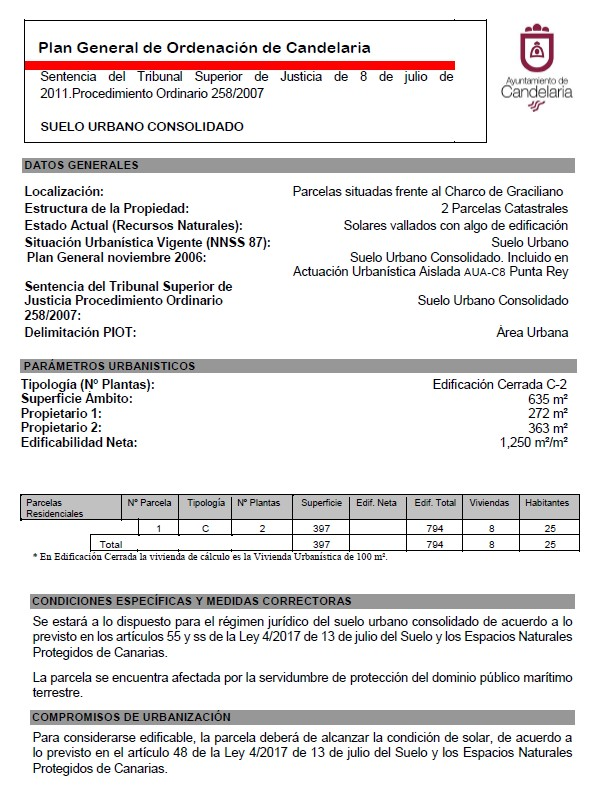 Plan General de Ordenación de Candelaria
Sentencia del Tribunal Superior de Justicia de 8 de julio de
2011.Procedimiento Ordinario 258/2007
SUELO URBANO CONSOLIDADO
Ayuntamiento de
Candelaria
DATOS GENERALES
Localización: Parcelas situadas frente al Charco de Graciliano
Estructura de la Propiedad: 2 Parcelas Catastrales
Estado Actual (Recursos Naturales): Solares vallados con algo de edificación
Situación Urbanística Vigente (NNSS 87): Suelo Urbano
Plan General noviembre 2006: Suelo Urbano Consolidado. Incluido en
Actuación Urbanística Aislada AUA-C8 Punta Rey
Sentencia del Tribunal Superior de
Justicia Procedimiento Ordinario Suelo Urbano Consolidado
258/2007:
Delimitación PIOT: Área Urbana
PARÁMETROS URBANISTICOS
Tipología (Nº Plantas): Edificación Cerrada C-2
Superficie Ámbito: 635 m²
Propietario 1: 272 m²
Propietario 2: 363 m²
Edificabilidad Neta: 1,250 m²/m²
Parcelas Nº Parcela Tipología Nº Plantas Superficie Edif. Neta Edif. Total Viviendas Habitantes
Residenciales
1 C 2 397 794 8 25
Total 397 794 8 25
* En Edificación Cerrada la vivienda de cálculo es la Vivienda Urbanística de 100 m².
CONDICIONES ESPECÍFICAS Y MEDIDAS CORRECTORAS
Se estará a lo dispuesto para el régimen jurídico del suelo urbano consolidado de acuerdo a lo
previsto en los artículos 55 y ss de la Ley 4/2017 de 13 de julio del Suelo y los Espacios Naturales
Protegidos de Canarias.
La parcela se encuentra afectada por la servidumbre de protección del dominio público marítimo
terrestre.
COMPROMISOS DE URBANIZACIÓN
Para considerarse edificable, la parcela deberá de alcanzar la condición de solar, de acuerdo a
lo previsto en el artículo 48 de la Ley 4/2017 de 13 de julio del Suelo y los Espacios Naturales
Protegidos de Canarias.